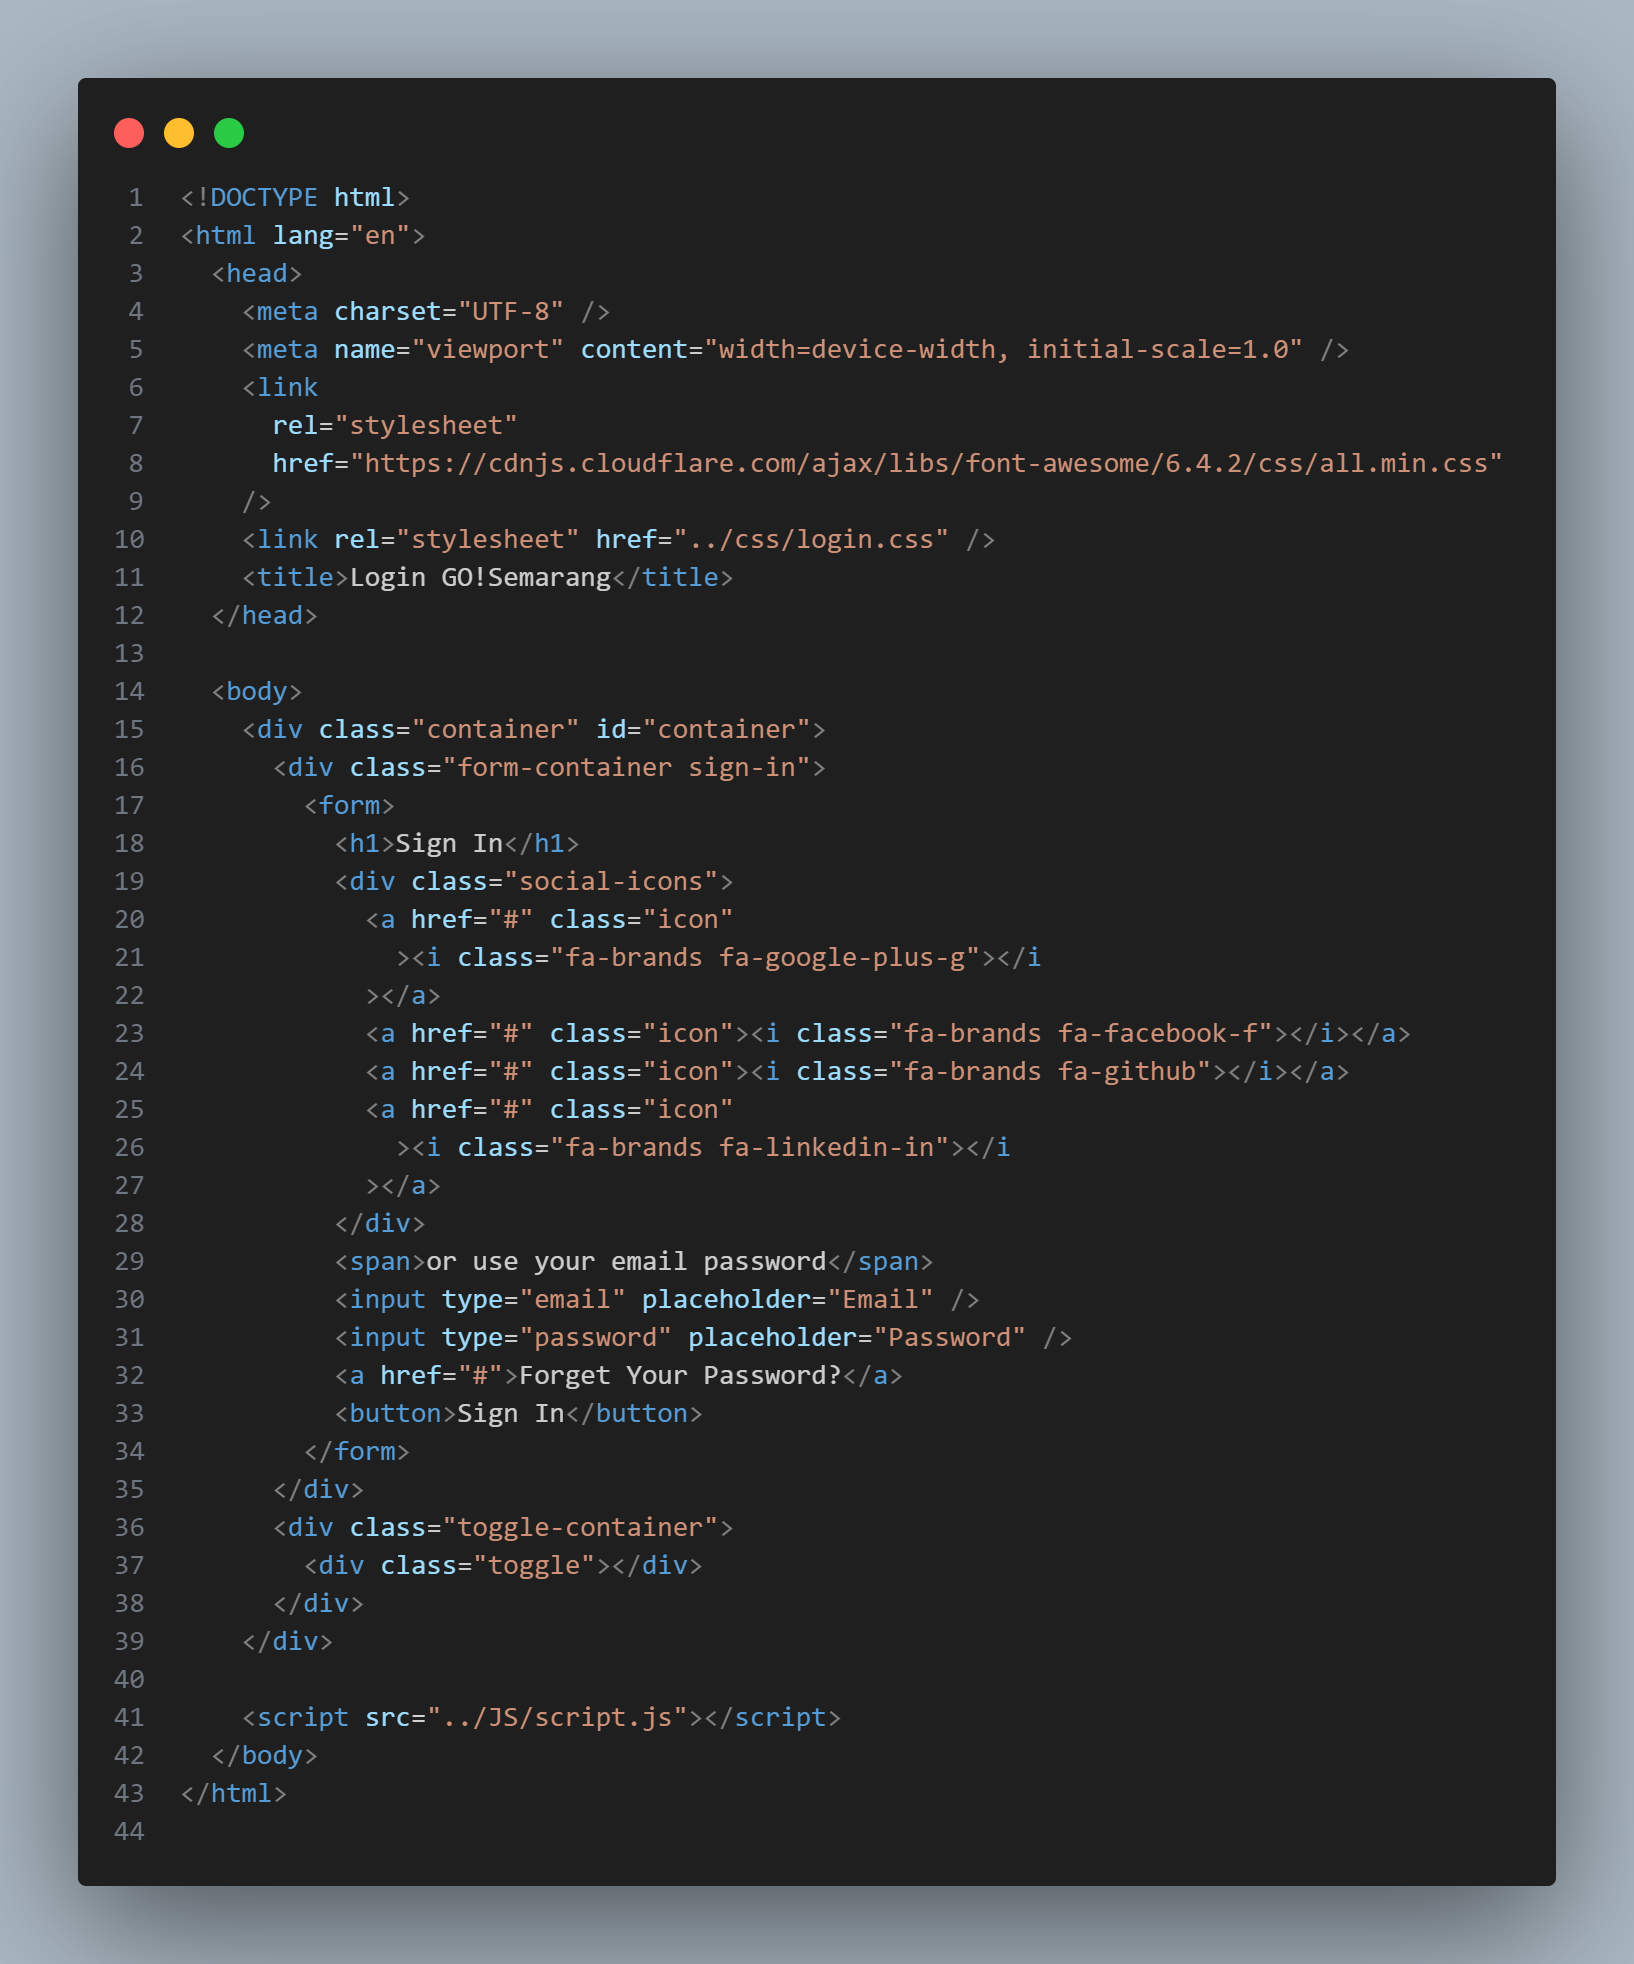 1 <!DOCTYPE html>
2 <html lang="en">
3   <head>
4     <meta charset="UTF-8" />
5     <meta name="viewport" content="width=device-width, initial-scale=1.0" />
6     <link
7       rel="stylesheet"
8       href="https://cdnjs.cloudflare.com/ajax/libs/font-awesome/6.4.2/css/all.min.css"
9     />
10     <link rel="stylesheet" href="../css/login.css" />
11     <title>Login GO!Semarang</title>
12   </head>
13
14   <body>
15     <div class="container" id="container">
16       <div class="form-container sign-in">
17         <form>
18           <h1>Sign In</h1>
19           <div class="social-icons">
20             <a href="#" class="icon"
21               ><i class="fa-brands fa-google-plus-g"></i
22             ></a>
23             <a href="#" class="icon"><i class="fa-brands fa-facebook-f"></i></a>
24             <a href="#" class="icon"><i class="fa-brands fa-github"></i></a>
25             <a href="#" class="icon"
26               ><i class="fa-brands fa-linkedin-in"></i
27             ></a>
28           </div>
29           <span>or use your email password</span>
30           <input type="email" placeholder="Email" />
31           <input type="password" placeholder="Password" />
32           <a href="#">Forget Your Password?</a>
33           <button>Sign In</button>
34         </form>
35       </div>
36       <div class="toggle-container">
37         <div class="toggle"></div>
38       </div>
39     </div>
40
41     <script src="../JS/script.js"></script>
42   </body>
43 </html>
44